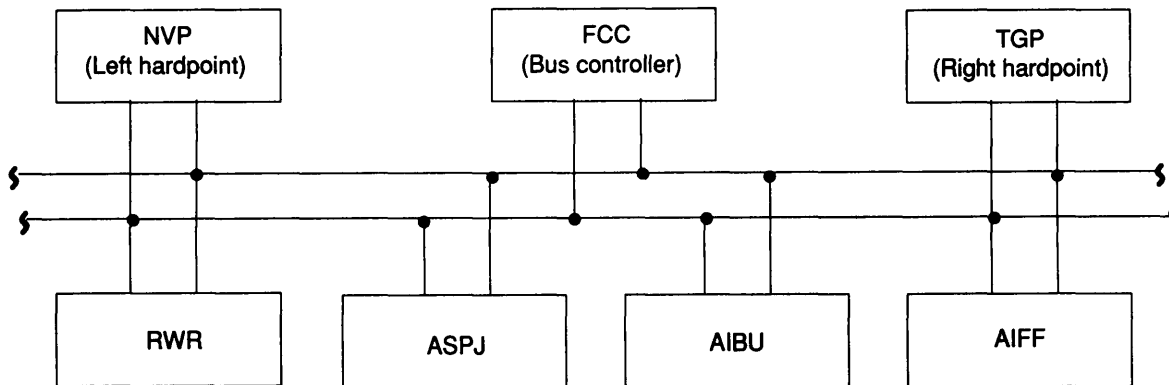 NVP
(Left hardpoint)
FCC
(Bus controller)
TGP
(Right hardpoint)
RWR
ASPJ
AIBU
AIFF